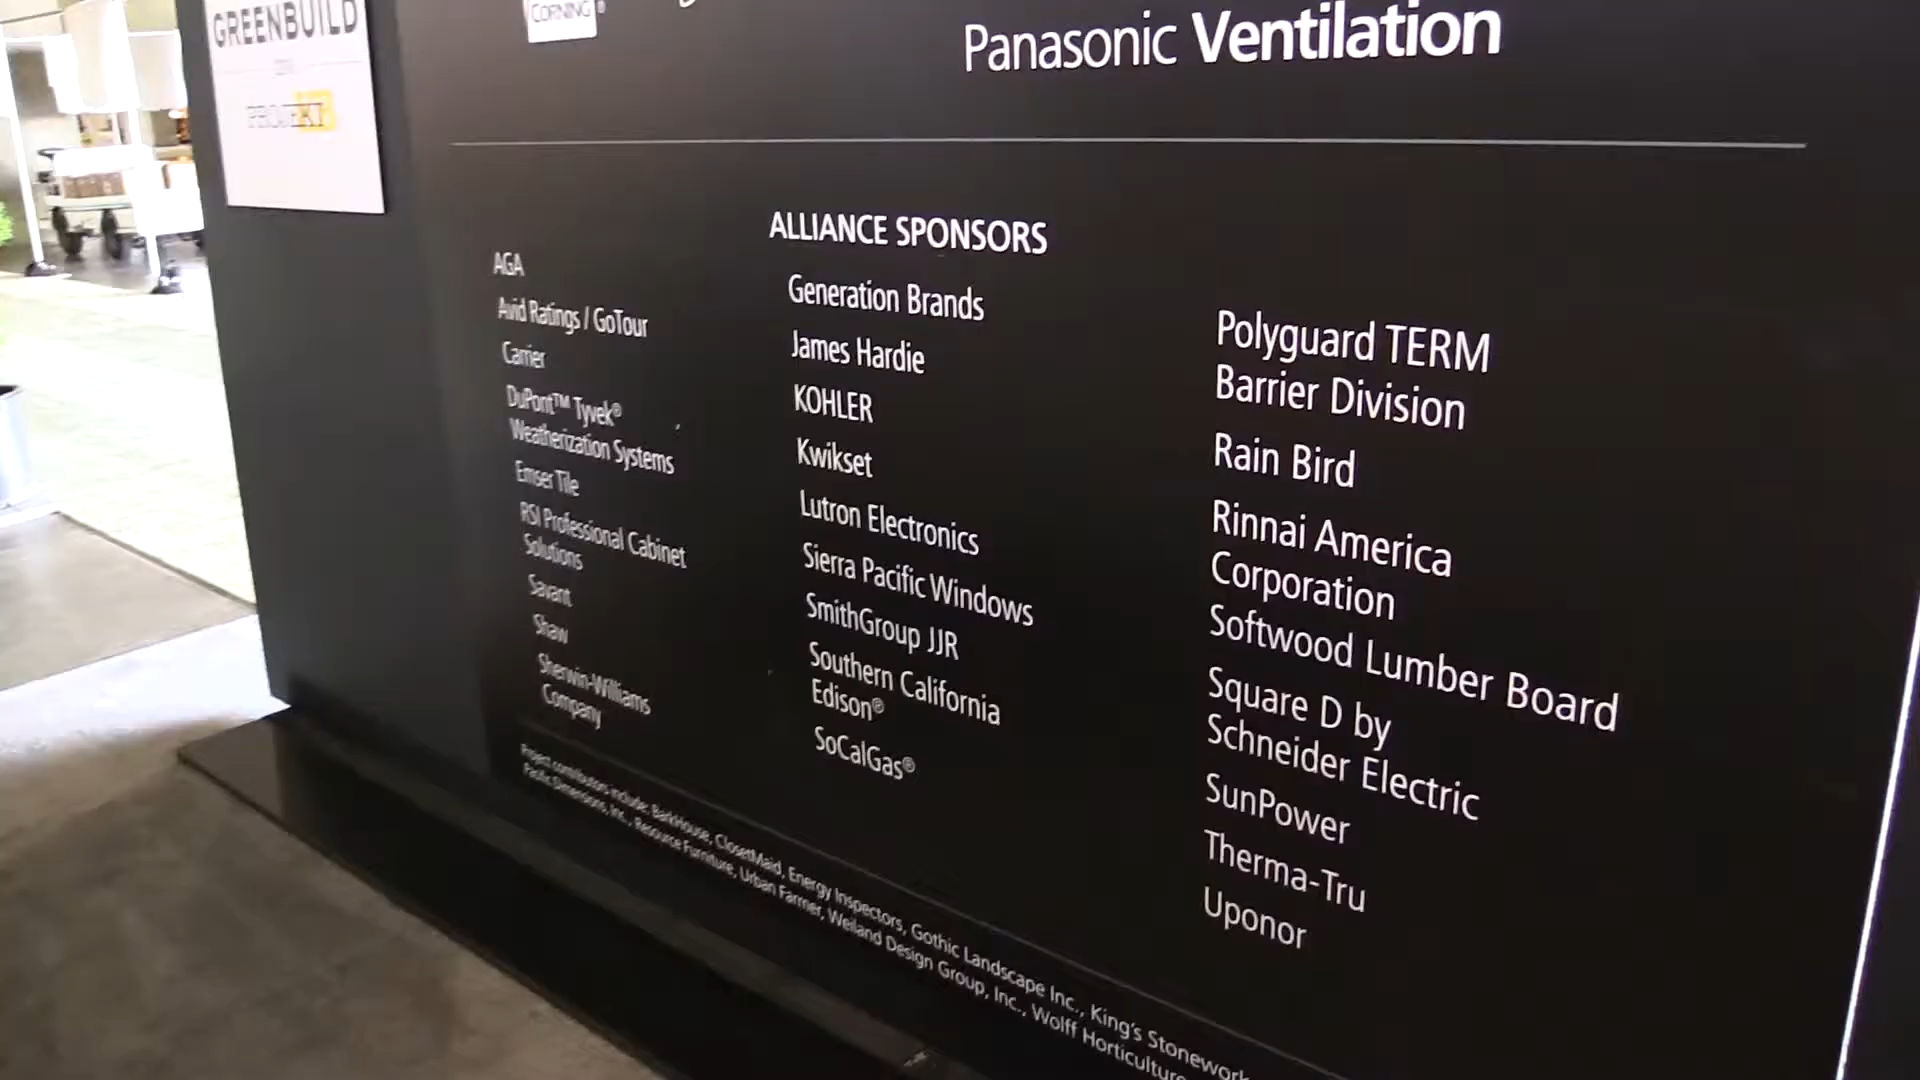 GREENBUILD
CORNING
Panasonic Ventilation
ALLIANCE SPONSORS
AGA
Avid Ratings / GoTour
Carrier
DuPont™ Tyvek®
Weatherization Systems
Emser Tile
RSI Professional Cabinet
Solutions
Savant
Shaw
Sherwin-Williams
Company
Generation Brands
James Hardie
KOHLER
Kwikset
Lutron Electronics
Sierra Pacific Windows
SmithGroup JJR
Southern California
Edison®
SoCalGas®
Polyguard TERM
Barrier Division
Rain Bird
Rinnai America
Corporation
Softwood Lumber Board
Square D by
Schneider Electric
SunPower
Therma-Tru
Uponor
Project contributors include: BarkHouse, ClosetMaid, Energy Inspectors, Gothic Landscape Inc., King's Stonework
Pacific Dimensions, Inc., Resource Furniture, Urban Farmer, Weiland Design Group, Inc., Wolff Horticulture